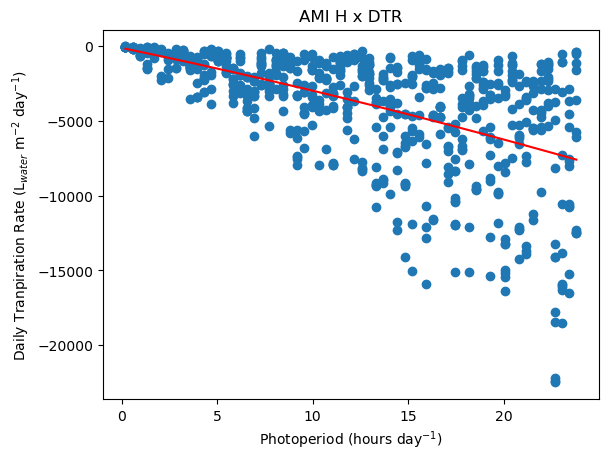 AMI H x DTR
Daily Tranpiration Rate (L$_{water}$ m$^{-2}$ day$^{-1}$)
0
−5000
−10000
−15000
−20000
0 5 10 15 20
Photoperiod (hours day$^{-1}$)